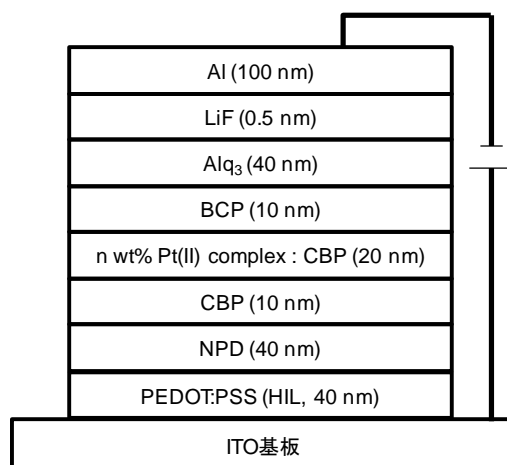 Al (100 nm)
LiF (0.5 nm)
Alq₃ (40 nm)
BCP (10 nm)
n wt% Pt(II) complex : CBP (20 nm)
CBP (10 nm)
NPD (40 nm)
PEDOT:PSS (HIL, 40 nm)
ITO基板